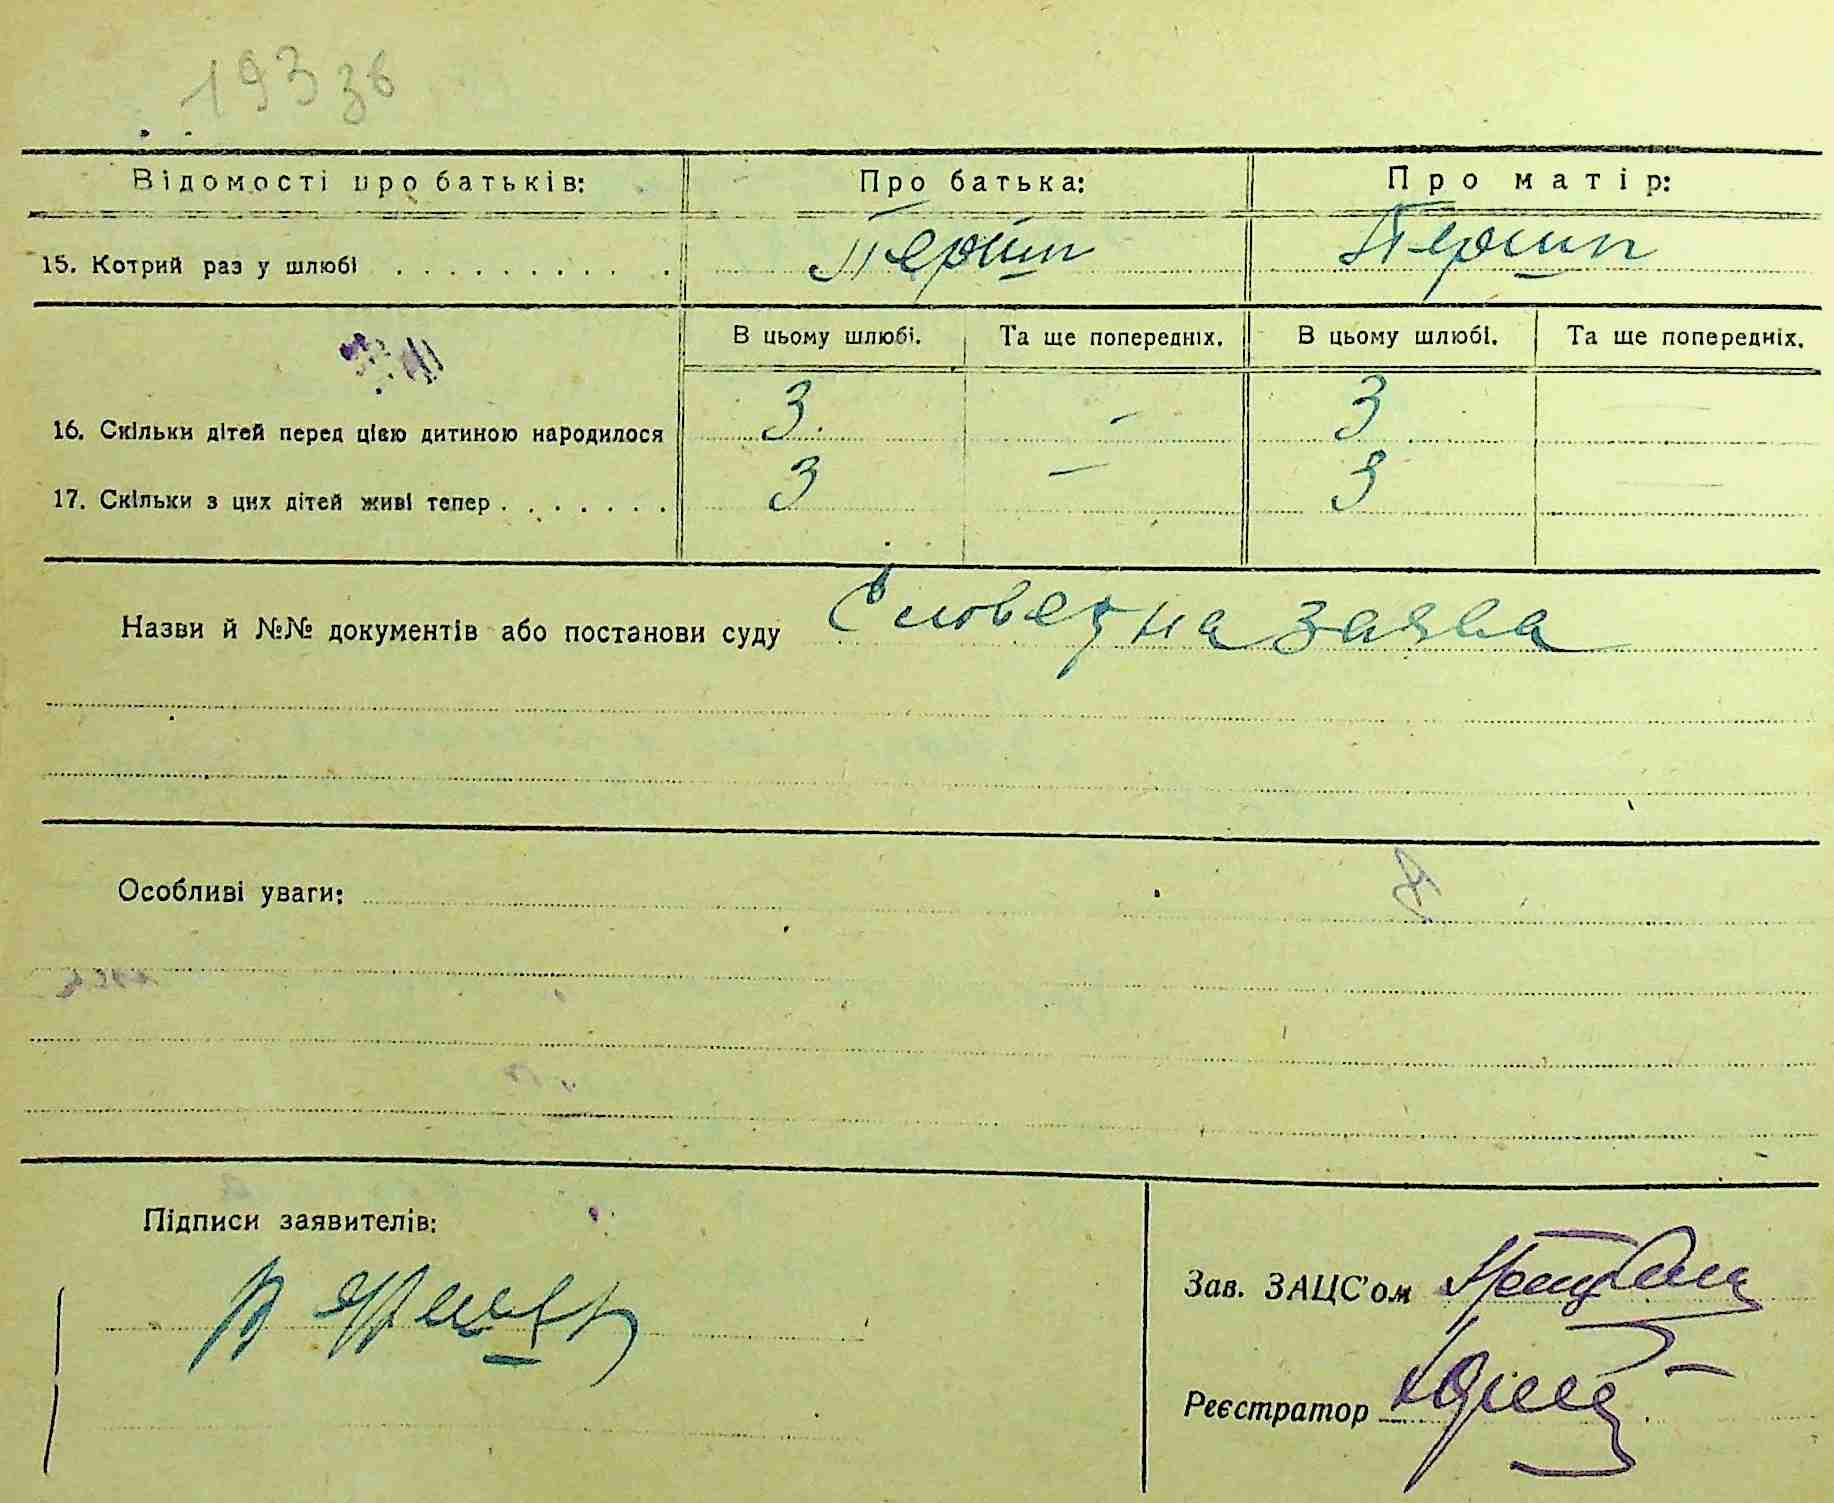 193 зв
Відомості про батьків: Про батька: Про матір:
15. Котрий раз у шлюбі . . . . . . . . . . Перший Перший
В цьому шлюбі. Та ще попередніх. В цьому шлюбі. Та ще попередніх.
16. Скільки дітей перед цією дитиною народилося 3. — 3 —
17. Скільки з цих дітей живі тепер . . . . . . . 3 — 3 —
Назви й №№ документів або постанови суду Словесна заява
Особливі уваги:
Підписи заявителів:
Зав. ЗАЦС'ом
Реєстратор